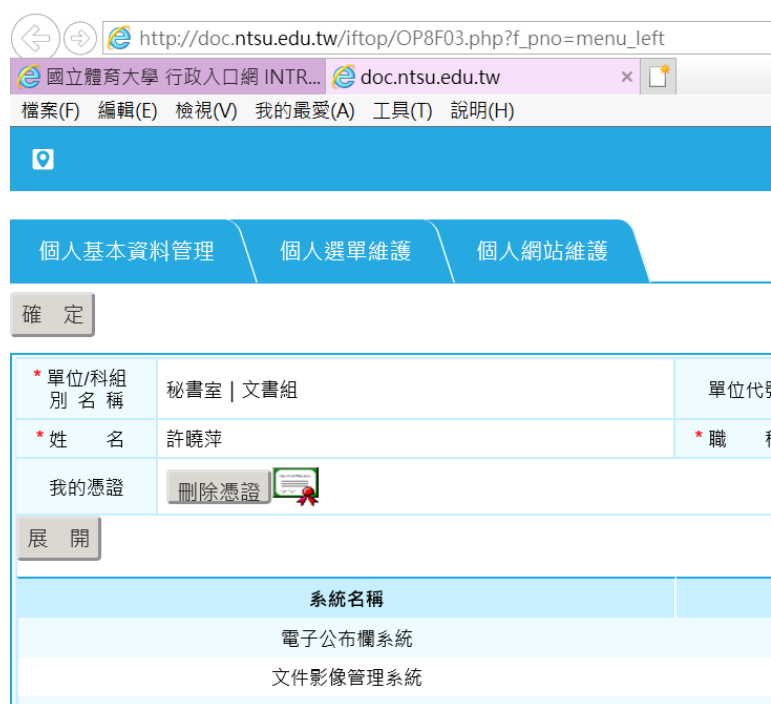 http://doc.ntsu.edu.tw/iftop/OP8F03.php?f_pno=menu_left
國立體育大學 行政入口網 INTR... doc.ntsu.edu.tw ×
檔案(F) 編輯(E) 檢視(V) 我的最愛(A) 工具(T) 說明(H)
個人基本資料管理 個人選單維護 個人網站維護
確 定
*單位/科組 別名稱 秘書室 | 文書組 單位代號
*姓 名 許曉萍 *職
我的憑證 刪除憑證
展 開
系統名稱
電子公布欄系統
文件影像管理系統